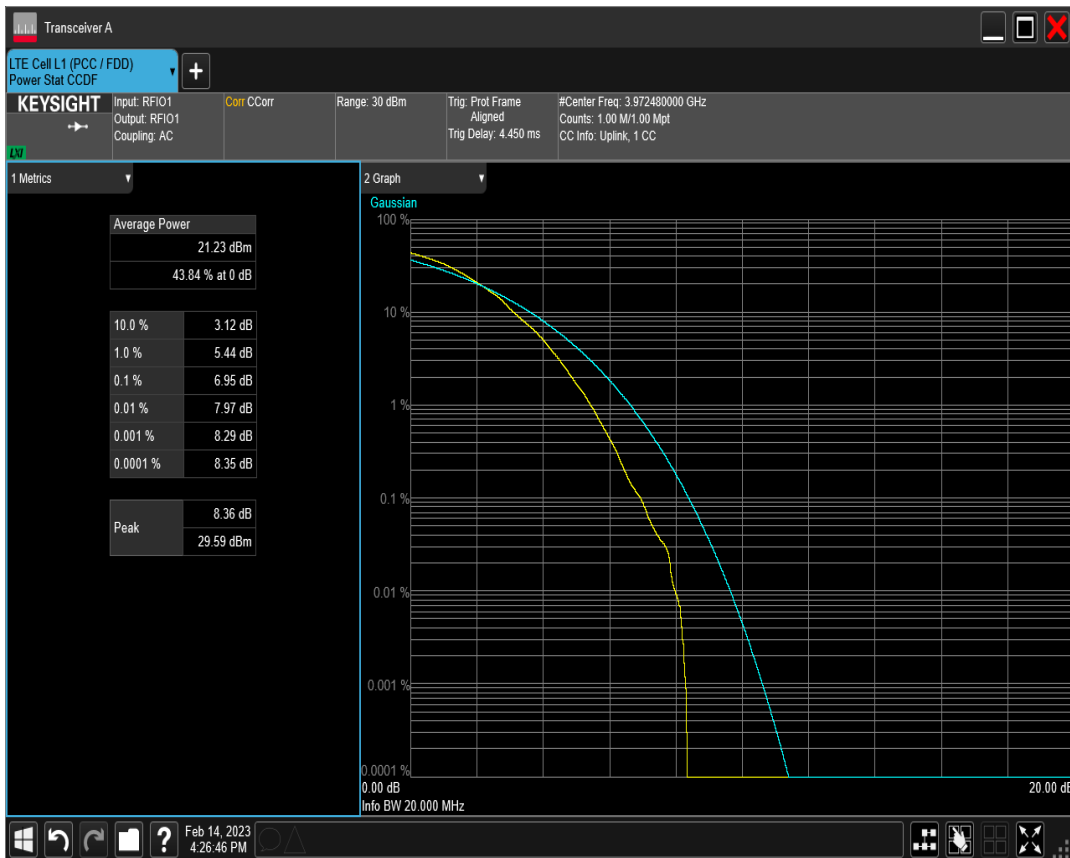 Transceiver A
LTE Cell L1 (PCC / FDD)
Power Stat CCDF
KEYSIGHT
LXI
Input: RFIO1
Output: RFIO1
Coupling: AC
Corr CCorr
Range: 30 dBm
Trig: Prot Frame
Aligned
Trig Delay: 4.450 ms
#Center Freq: 3.972480000 GHz
Counts: 1.00 M/1.00 Mpt
CC Info: Uplink, 1 CC
1 Metrics
Average Power
21.23 dBm
43.84 % at 0 dB
10.0 % 3.12 dB
1.0 % 5.44 dB
0.1 % 6.95 dB
0.01 % 7.97 dB
0.001 % 8.29 dB
0.0001 % 8.35 dB
Peak
8.36 dB
29.59 dBm
2 Graph
Gaussian
100 %
10 %
1 %
0.1 %
0.01 %
0.001 %
0.0001 %
0.00 dB
20.00 dB
Info BW 20.000 MHz
Feb 14, 2023
4:26:46 PM